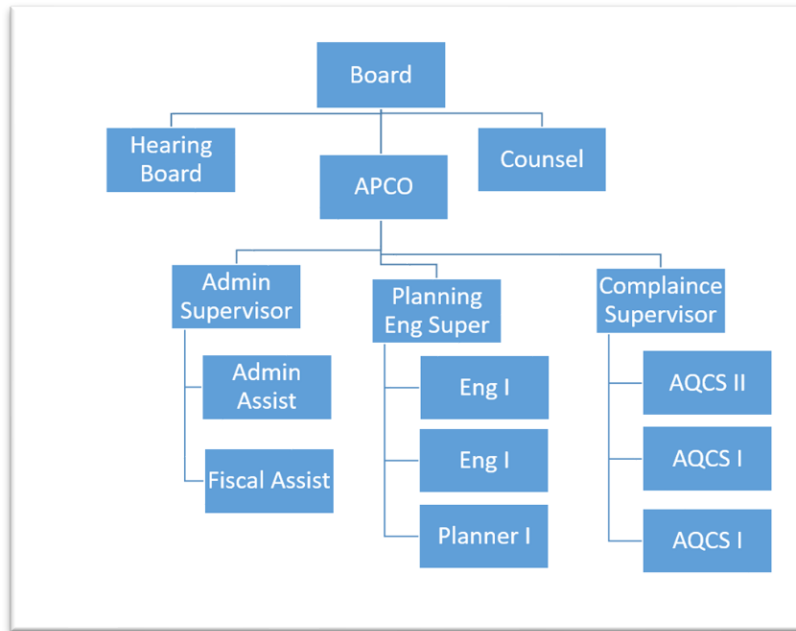 Board
Hearing
Board
APCO
Counsel
Admin
Supervisor
Planning
Eng Super
Complaince
Supervisor
Admin
Assist
Fiscal Assist
Eng I
Eng I
Planner I
AQCS II
AQCS I
AQCS I